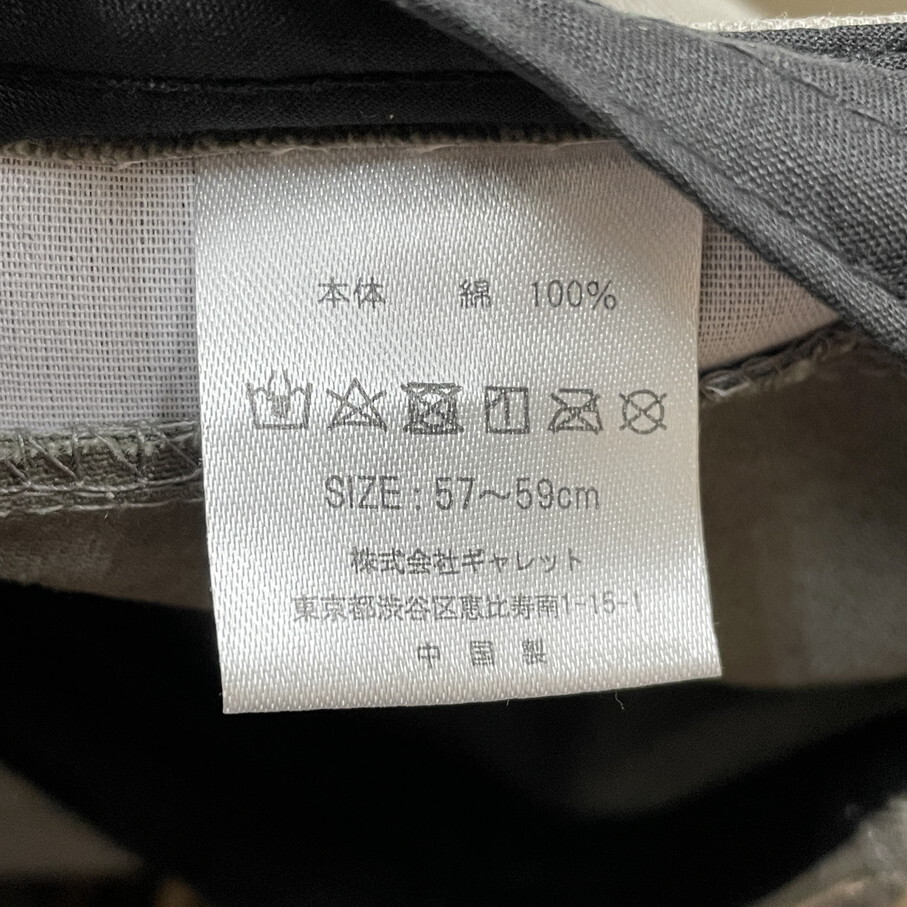 本体　綿　100%
SIZE：57～59cm
株式会社ギャレット
東京都渋谷区恵比寿南1-15-1
中国製